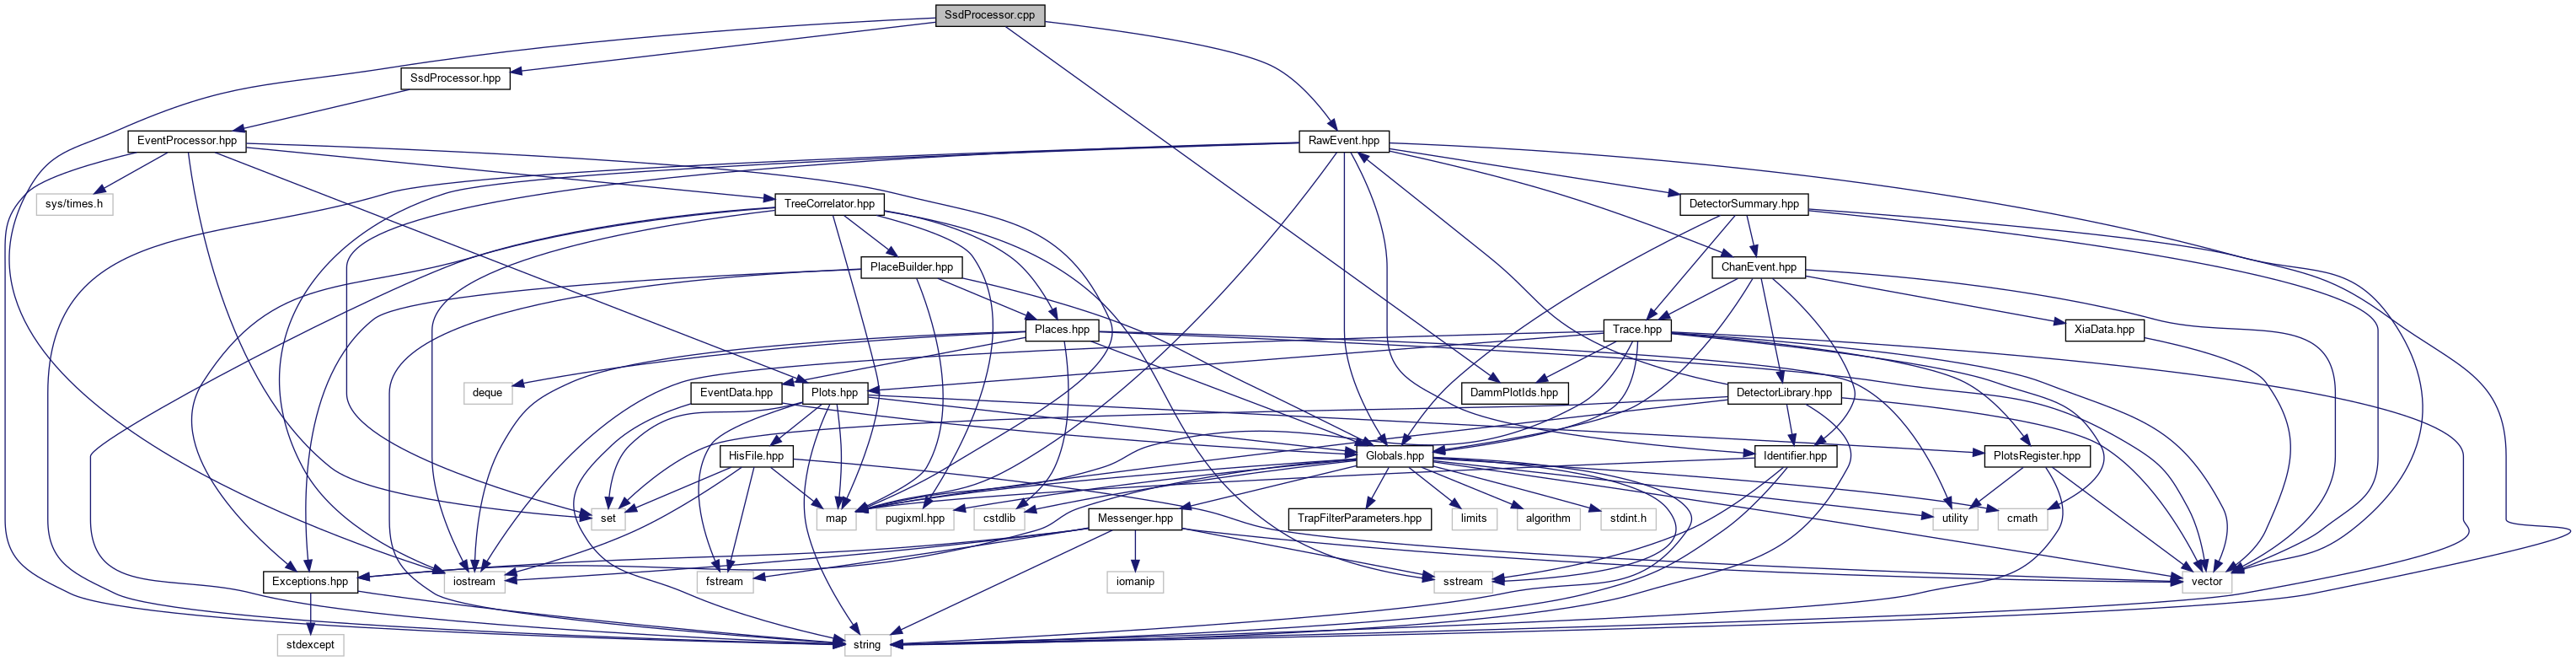 SsdProcessor.cpp
SsdProcessor.hpp
EventProcessor.hpp
RawEvent.hpp
sys/times.h
TreeCorrelator.hpp
DetectorSummary.hpp
PlaceBuilder.hpp
ChanEvent.hpp
Places.hpp
Trace.hpp
XiaData.hpp
deque
EventData.hpp
Plots.hpp
DammPlotIds.hpp
DetectorLibrary.hpp
HisFile.hpp
Globals.hpp
Identifier.hpp
PlotsRegister.hpp
set
map
pugixml.hpp
cstdlib
Messenger.hpp
TrapFilterParameters.hpp
limits
algorithm
stdint.h
utility
cmath
Exceptions.hpp
iostream
fstream
iomanip
sstream
vector
stdexcept
string